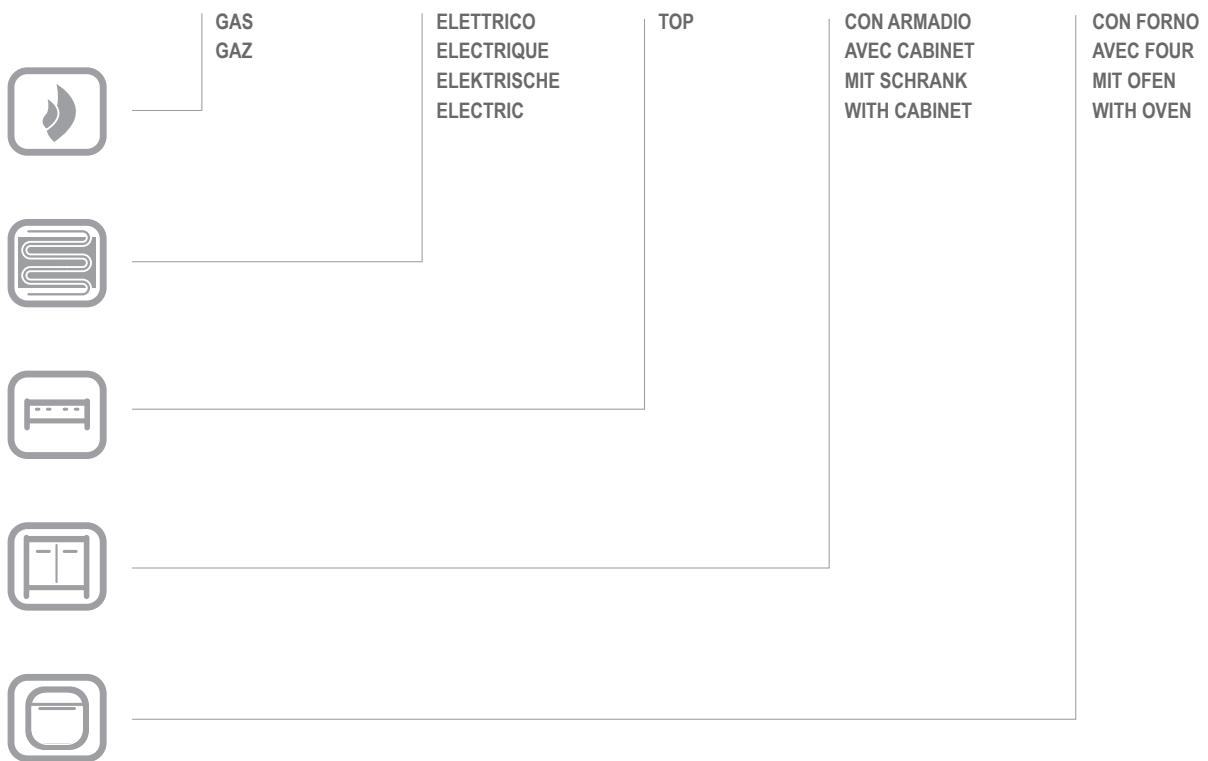 GAS
GAZ
ELETTRICO
ELECTRIQUE
ELEKTRISCHE
ELECTRIC
TOP
CON ARMADIO
AVEC CABINET
MIT SCHRANK
WITH CABINET
CON FORNO
AVEC FOUR
MIT OFEN
WITH OVEN